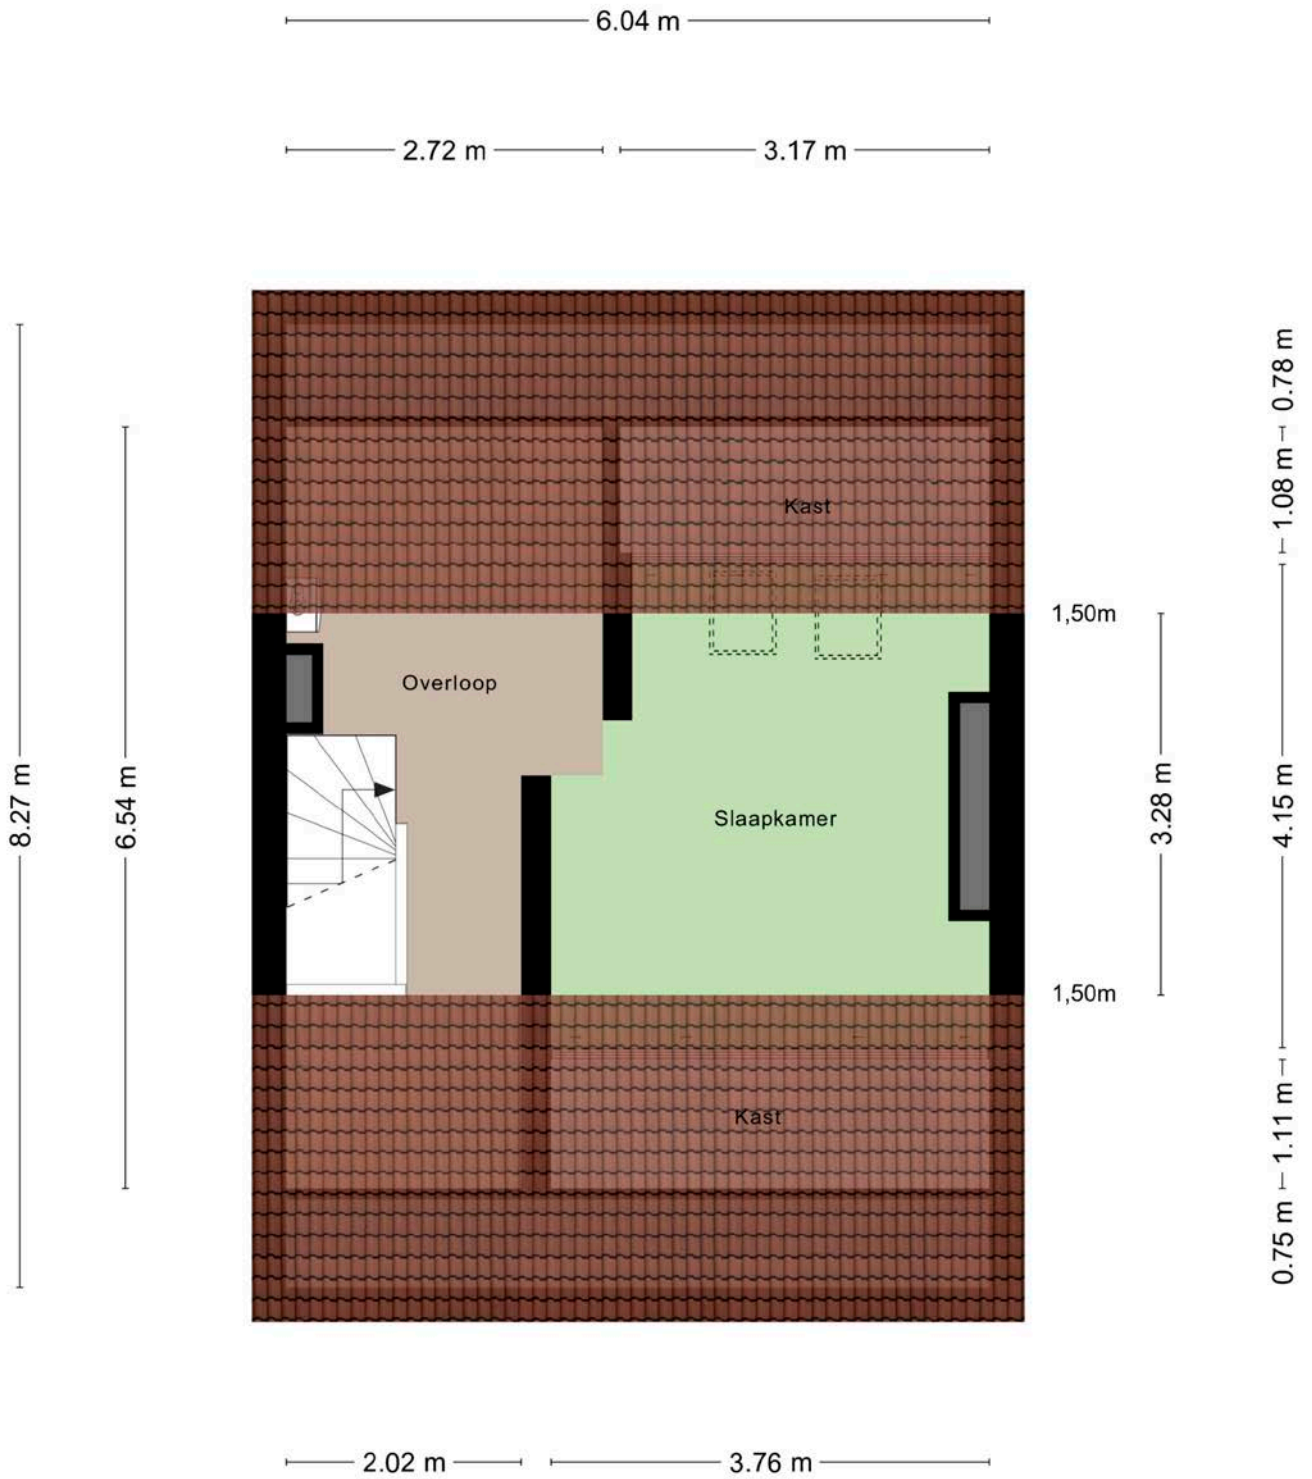 6.04 m
2.72 m
3.17 m
0.78 m
1.08 m
Kast
1,50m
Overloop
8.27 m
6.54 m
Slaapkamer
3.28 m
4.15 m
1,50m
Kast
1.11 m
0.75 m
2.02 m
3.76 m